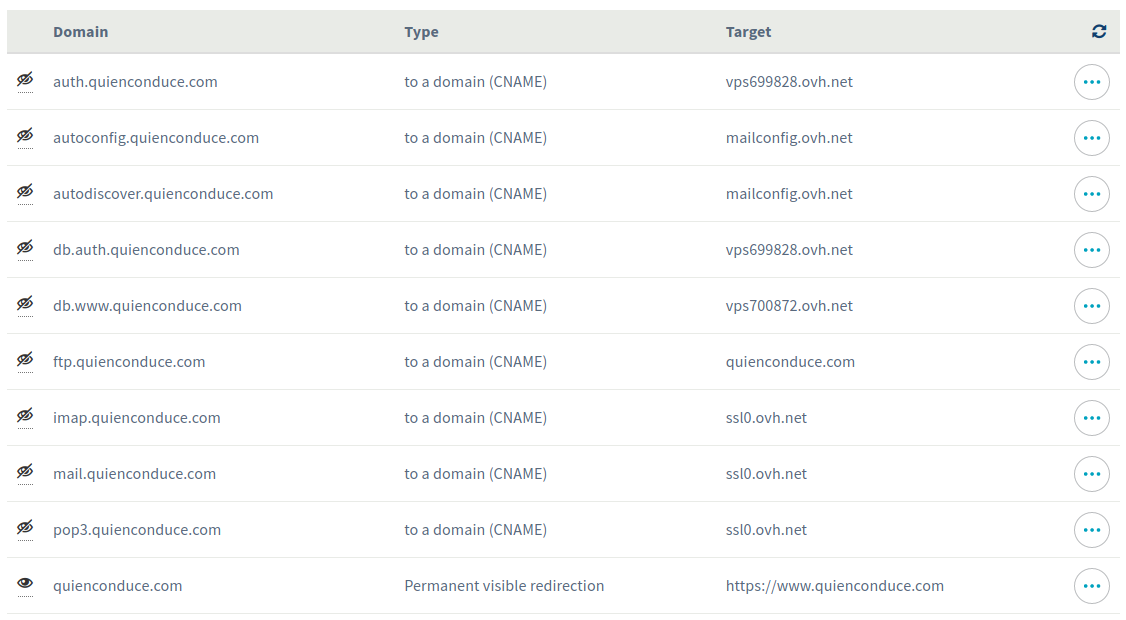 Domain Type Target
auth.quienconduce.com to a domain (CNAME) vps699828.ovh.net
autoconfig.quienconduce.com to a domain (CNAME) mailconfig.ovh.net
autodiscover.quienconduce.com to a domain (CNAME) mailconfig.ovh.net
db.auth.quienconduce.com to a domain (CNAME) vps699828.ovh.net
db.www.quienconduce.com to a domain (CNAME) vps700872.ovh.net
ftp.quienconduce.com to a domain (CNAME) quienconduce.com
imap.quienconduce.com to a domain (CNAME) ssl0.ovh.net
mail.quienconduce.com to a domain (CNAME) ssl0.ovh.net
pop3.quienconduce.com to a domain (CNAME) ssl0.ovh.net
quienconduce.com Permanent visible redirection https://www.quienconduce.com